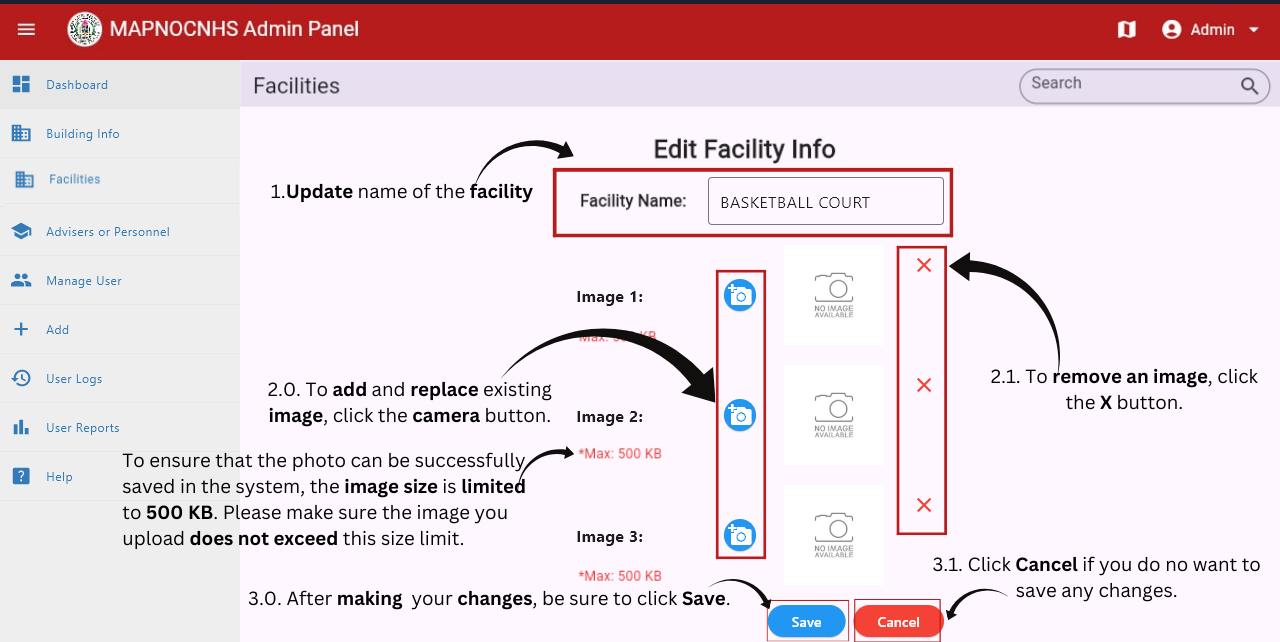 MAPNOCNHS Admin Panel
Admin
Dashboard
Building Info
Facilities
Advisers or Personnel
Manage User
Add
User Logs
User Reports
Help
Facilities
Search
Edit Facility Info
1.Update name of the facility
Facility Name:
BASKETBALL COURT
Image 1:
*Max: 500 KB
NO IMAGE
AVAILABLE
2.0. To add and replace existing
image, click the camera button.
2.1. To remove an image, click
the X button.
Image 2:
*Max: 500 KB
NO IMAGE
AVAILABLE
To ensure that the photo can be successfully
saved in the system, the image size is limited
to 500 KB. Please make sure the image you
upload does not exceed this size limit.
Image 3:
*Max: 500 KB
NO IMAGE
AVAILABLE
3.0. After making  your changes, be sure to click Save.
3.1. Click Cancel if you do no want to
save any changes.
Save
Cancel